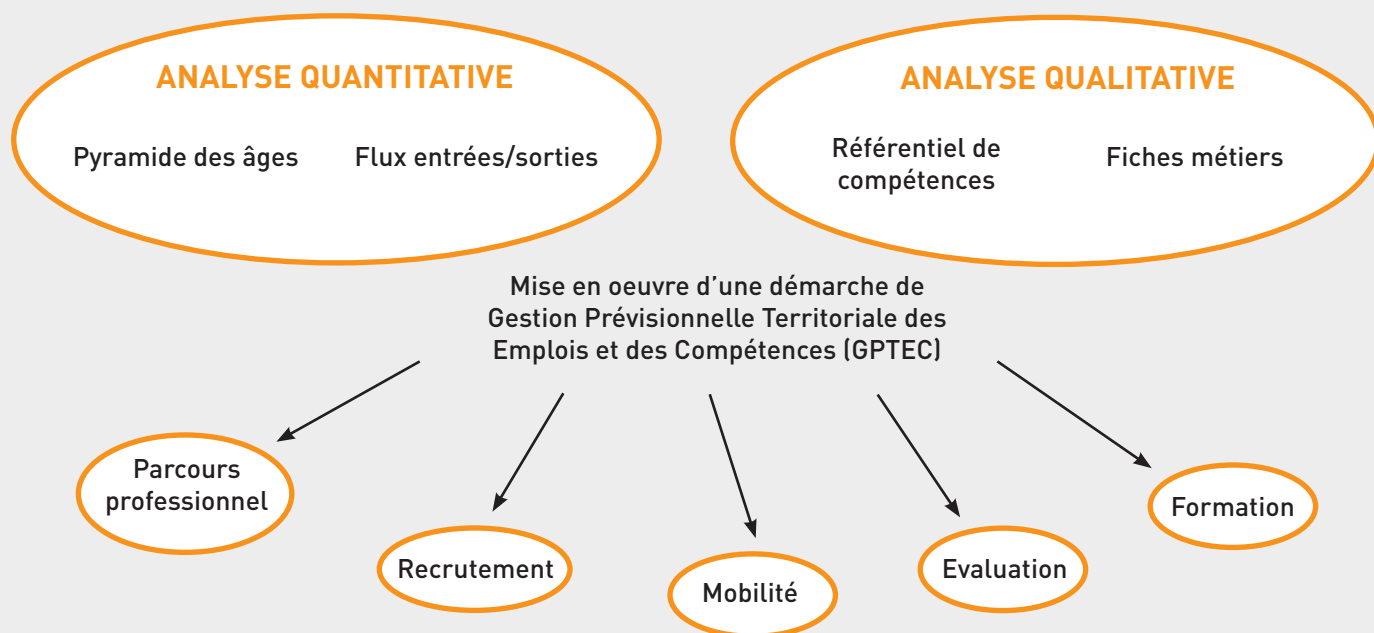 ANALYSE QUANTITATIVE
Pyramide des âges
Flux entrées/sorties
ANALYSE QUALITATIVE
Référentiel de
compétences
Fiches métiers
Mise en oeuvre d’une démarche de
Gestion Prévisionnelle Territoriale des
Emplois et des Compétences (GPTEC)
Parcours
professionnel
Recrutement
Mobilité
Evaluation
Formation